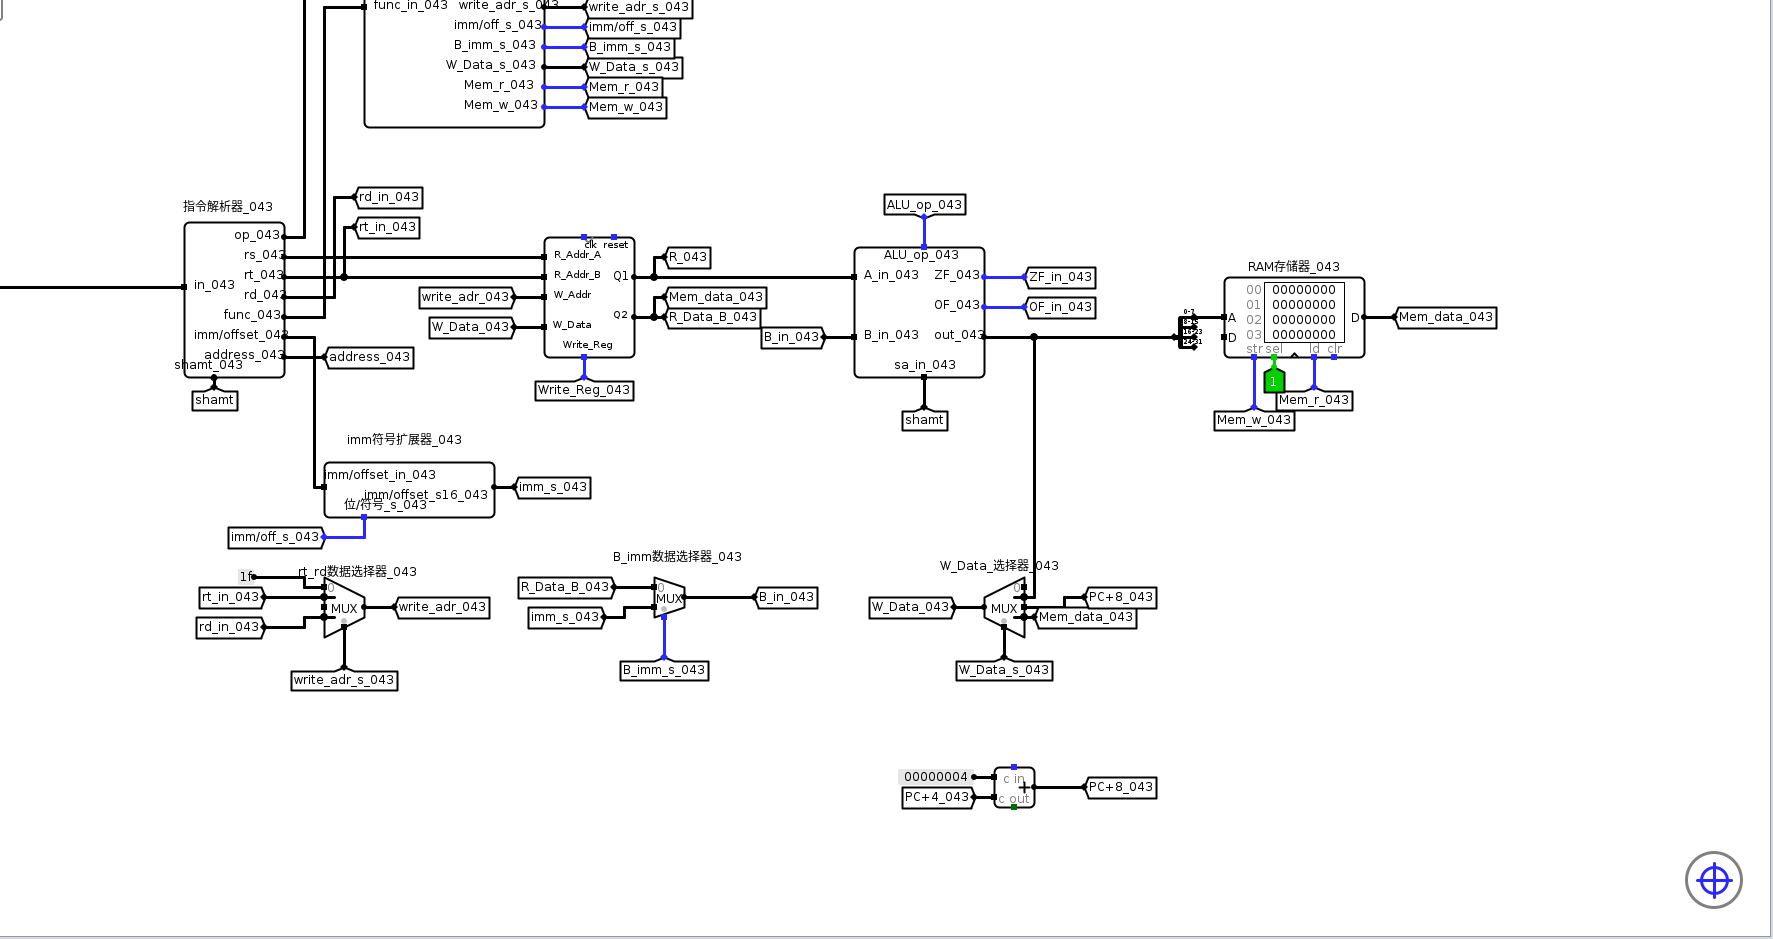 func_in_043
write_adr_s_043
write_adr_s_043
imm/off_s_043
imm/off_s_043
B_imm_s_043
B_imm_s_043
W_Data_s_043
W_Data_s_043
Mem_r_043
Mem_r_043
Mem_w_043
Mem_w_043
指令解析器_043
in_043
op_043
rs_043
rt_043
rd_043
func_043
imm/offset_043
address_043
shamt_043
shamt
address_043
rd_in_043
rt_in_043
write_adr_043
W_Data_043
clk
reset
R_Addr_A
R_Addr_B
W_Addr
W_Data
Write_Reg
Q1
Q2
Write_Reg_043
R_043
Mem_data_043
R_Data_B_043
B_in_043
ALU_op_043
ALU_op_043
A_in_043
B_in_043
ZF_043
OF_043
out_043
sa_in_043
shamt
ZF_in_043
OF_in_043
0-7
8-15
16-23
24-31
RAM存储器_043
00 00000000
01 00000000
02 00000000
03 00000000
A
D
D
str
sel
ld
clr
1
Mem_data_043
Mem_r_043
Mem_w_043
imm符号扩展器_043
imm/offset_in_043
imm/offset_s16_043
位/符号_s_043
imm_s_043
imm/off_s_043
rt_rd数据选择器_043
1f
rt_in_043
rd_in_043
0
MUX
write_adr_043
write_adr_s_043
B_imm数据选择器_043
R_Data_B_043
imm_s_043
0
MUX
B_in_043
B_imm_s_043
W_Data_选择器_043
W_Data_043
0
MUX
PC+8_043
Mem_data_043
W_Data_s_043
00000004
PC+4_043
c in
+
c out
PC+8_043